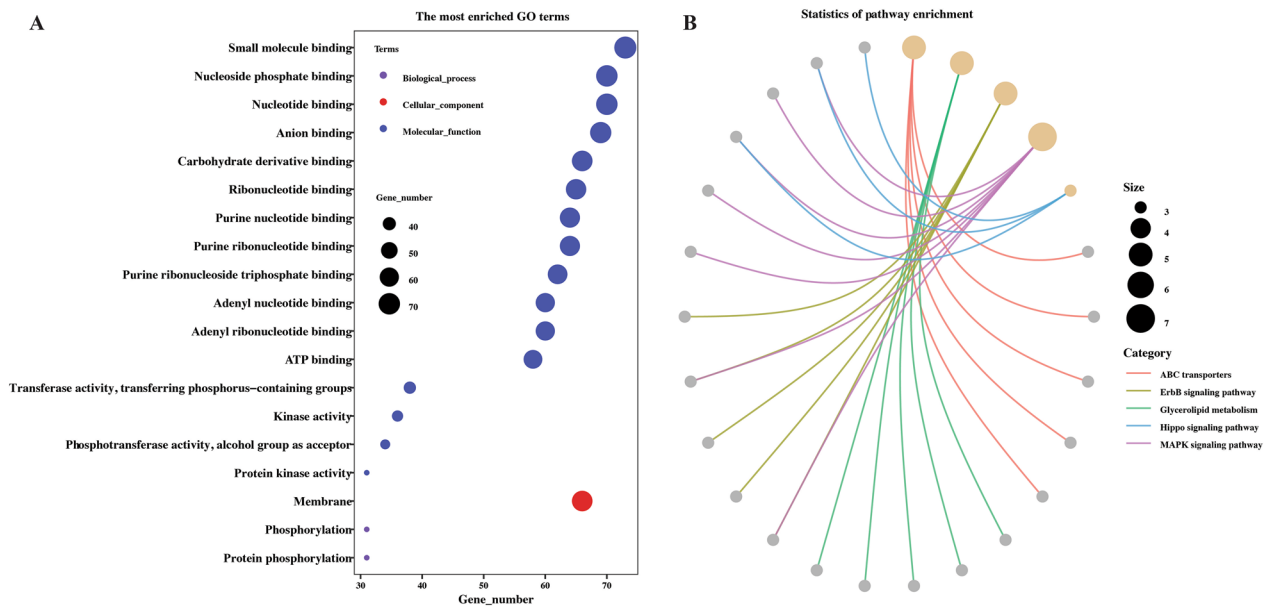 A
The most enriched GO terms
Small molecule binding
Nucleoside phosphate binding
Nucleotide binding
Anion binding
Carbohydrate derivative binding
Ribonucleotide binding
Purine nucleotide binding
Purine ribonucleotide binding
Purine ribonucleoside triphosphate binding
Adenyl nucleotide binding
Adenyl ribonucleotide binding
ATP binding
Transferase activity, transferring phosphorus−containing groups
Kinase activity
Phosphotransferase activity, alcohol group as acceptor
Protein kinase activity
Membrane
Phosphorylation
Protein phosphorylation
Terms
Biological_process
Cellular_component
Molecular_function
Gene_number
40
50
60
70
30 40 50 60 70
Gene_number
B
Statistics of pathway enrichment
Size
3
4
5
6
7
Category
ABC transporters
ErbB signaling pathway
Glycerolipid metabolism
Hippo signaling pathway
MAPK signaling pathway